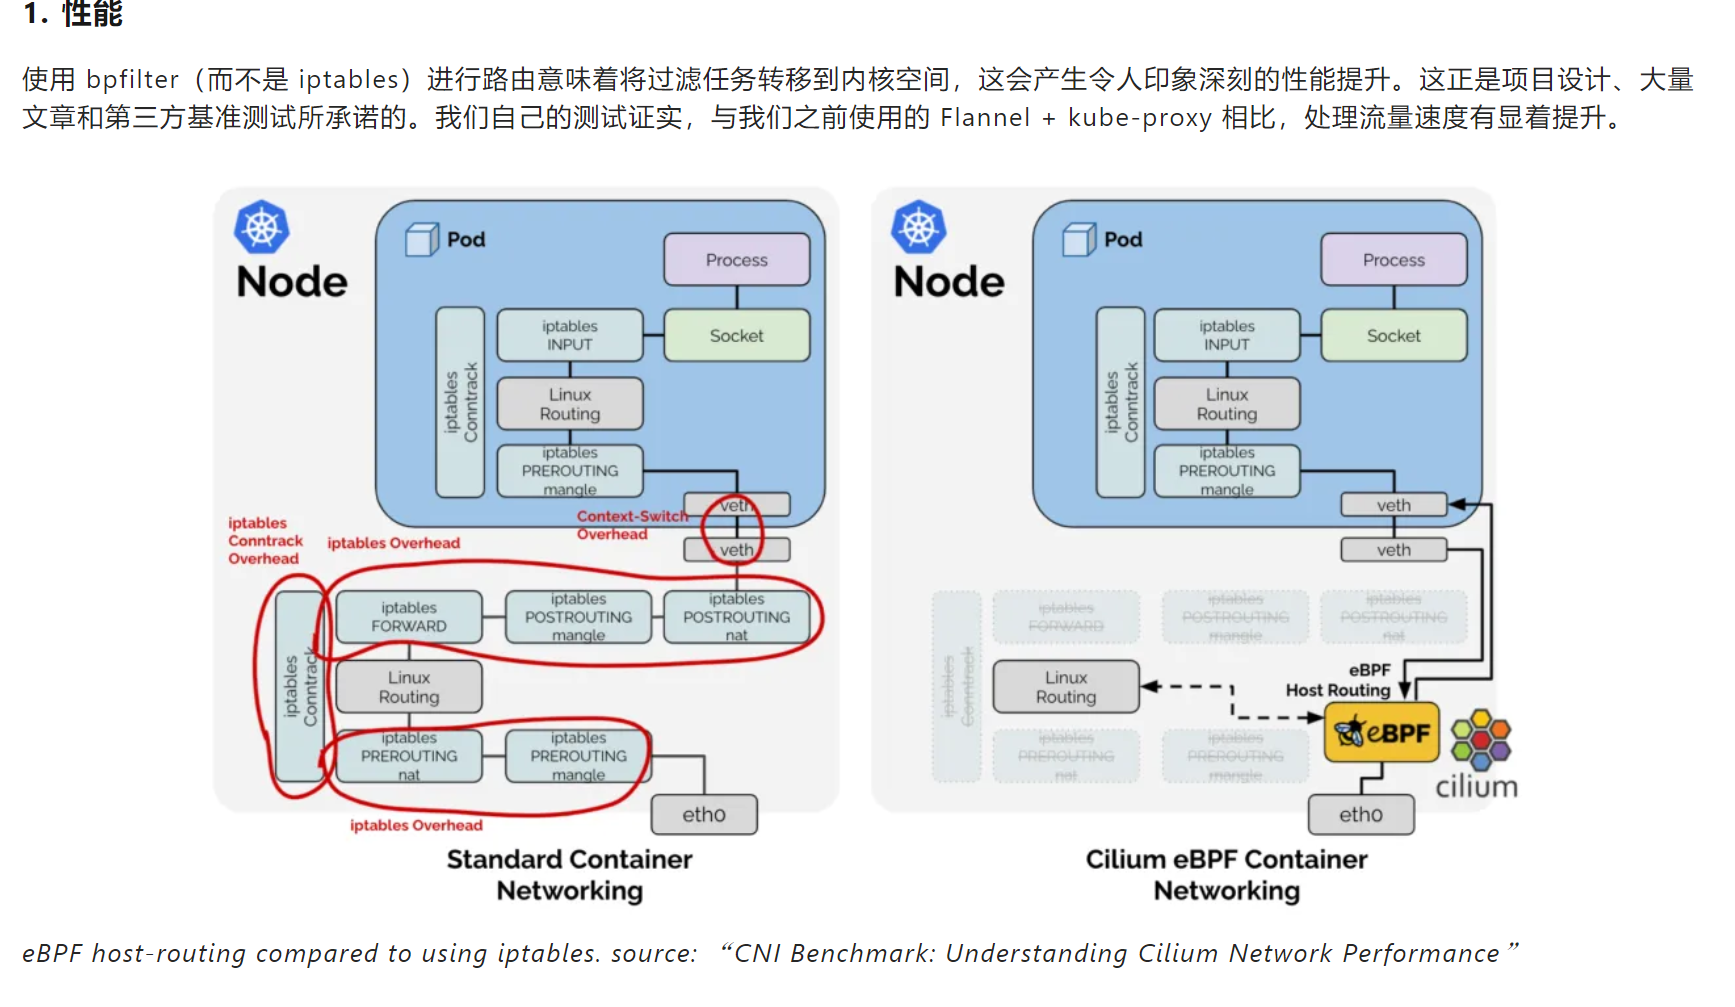 1. 性能
使用 bpfilter（而不是 iptables）进行路由意味着将过滤任务转移到内核空间，这会产生令人印象深刻的性能提升。这正是项目设计、大量
文章和第三方基准测试所承诺的。我们自己的测试证实，与我们之前使用的 Flannel + kube-proxy 相比，处理流量速度有显着提升。
Node
Pod
Process
Socket
iptables
INPUT
Linux
Routing
iptables
PREROUTING
mangle
iptables
Conntrack
veth
veth
Context-Switch
Overhead
iptables
Conntrack
Overhead
iptables Overhead
iptables
FORWARD
iptables
POSTROUTING
mangle
iptables
POSTROUTING
nat
iptables
Conntrack
Linux
Routing
iptables
PREROUTING
nat
iptables
PREROUTING
mangle
iptables Overhead
eth0
Standard Container
Networking
Node
Pod
Process
Socket
iptables
INPUT
Linux
Routing
iptables
PREROUTING
mangle
iptables
Conntrack
veth
veth
iptables
FORWARD
iptables
POSTROUTING
mangle
iptables
POSTROUTING
nat
iptables
Conntrack
Linux
Routing
eBPF
Host Routing
eBPF
iptables
PREROUTING
nat
iptables
PREROUTING
mangle
cilium
eth0
Cilium eBPF Container
Networking
eBPF host-routing compared to using iptables. source: “CNI Benchmark: Understanding Cilium Network Performance”